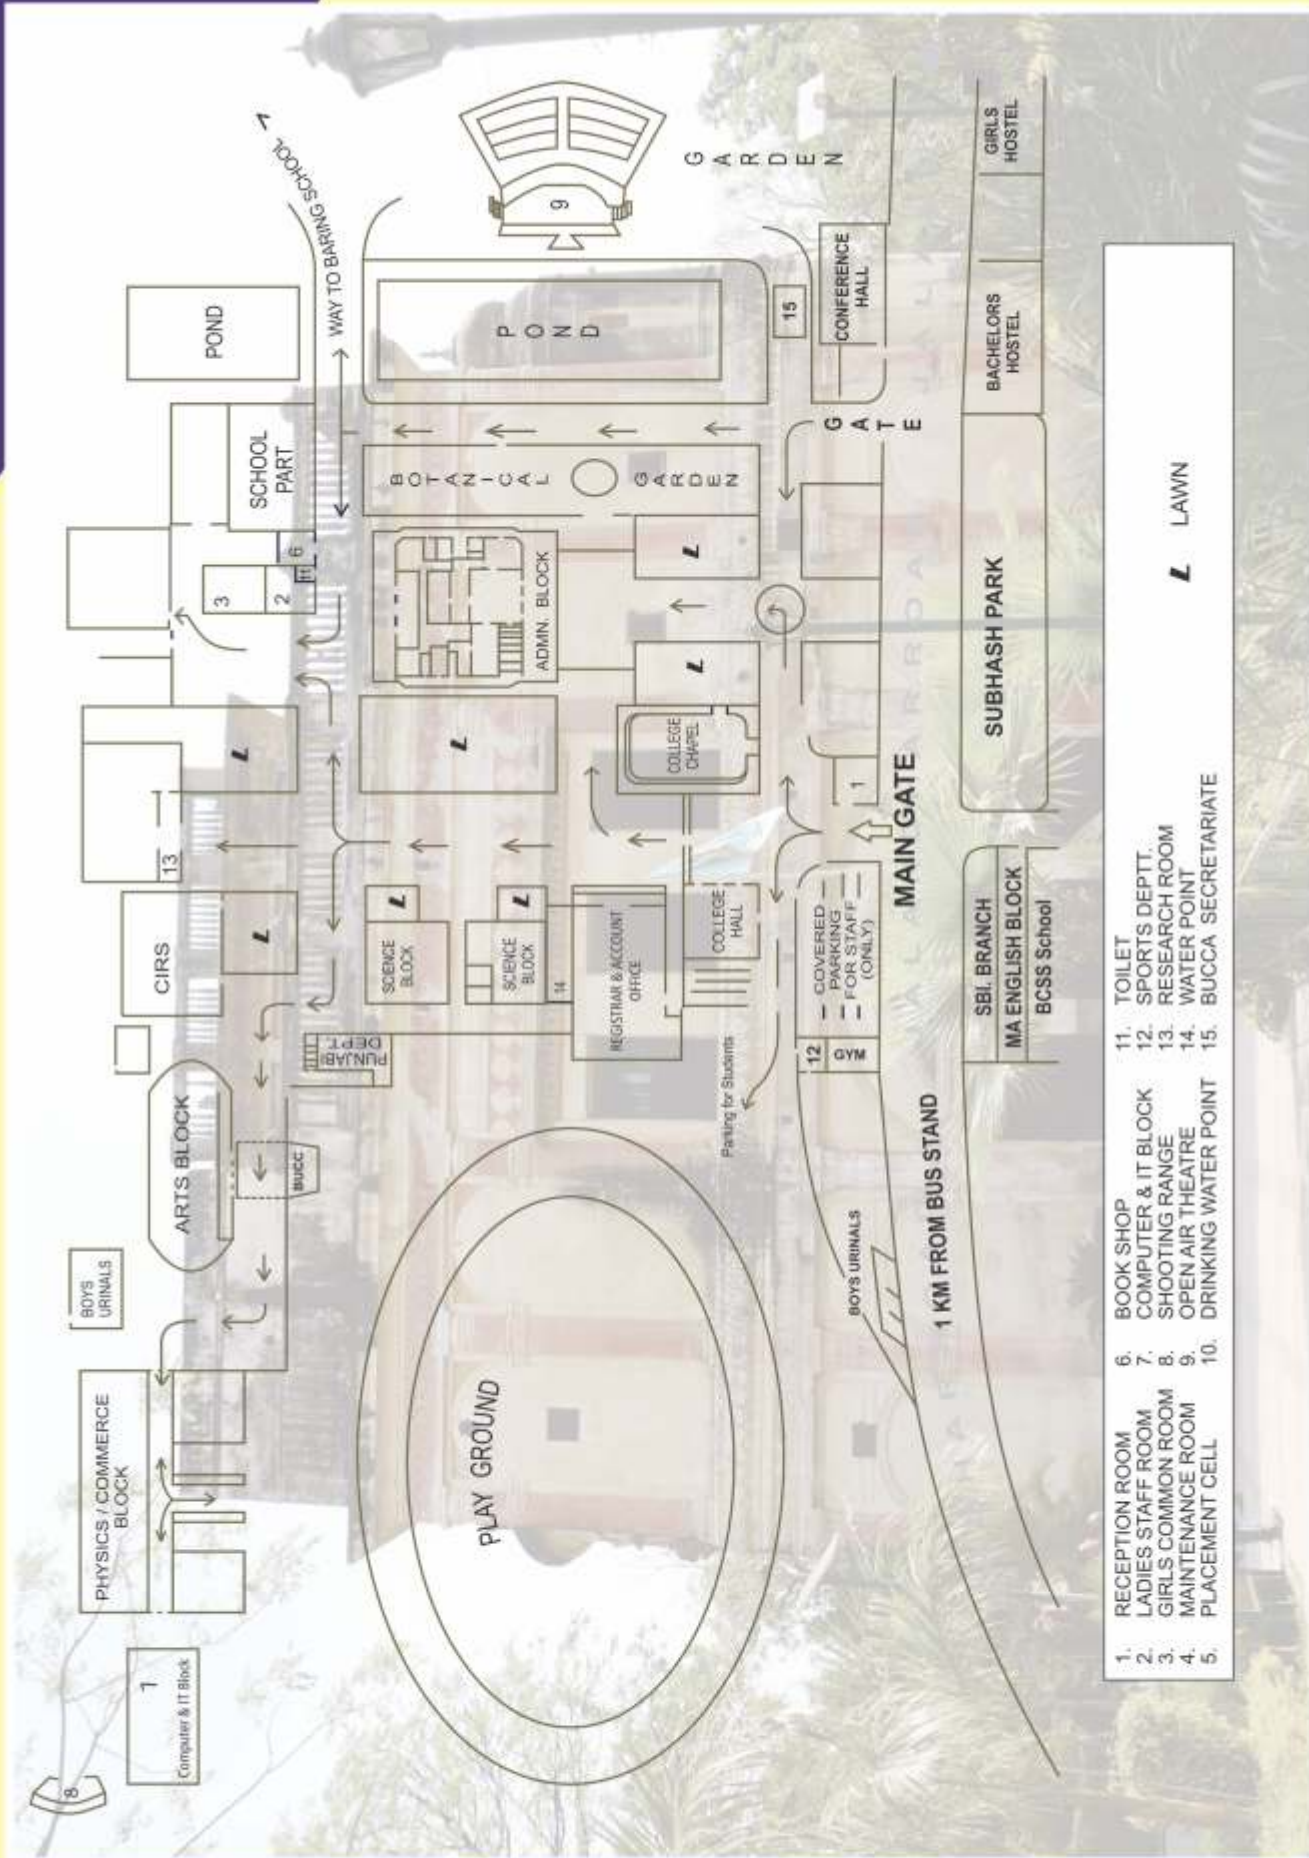 8
7
Computer & IT Block
PHYSICS / COMMERCE
BLOCK
BOYS
URINALS
ARTS BLOCK
BUCC
CIRS
L
13
L
3
2
11
6
SCHOOL
PART
POND
WAY TO BARING SCHOOL >
PUNJABI
DEPT.
SCIENCE
BLOCK
L
SCIENCE
BLOCK
L
14
L
ADMN. BLOCK
BOTANICAL GARDEN
POND
9
GARDEN
PLAY GROUND
REGISTRAR & ACCOUNT
OFFICE
COLLEGE
HALL
COLLEGE
CHAPEL
L
L
15
CONFERENCE
HALL
GATE
Parking for Students
BOYS URINALS
12
GYM
COVERED
PARKING
FOR STAFF
(ONLY)
1
MAIN GATE
1 KM FROM BUS STAND
SBI. BRANCH
MA ENGLISH BLOCK
BCSS School
SUBHASH PARK
BACHELORS
HOSTEL
GIRLS
HOSTEL
1. RECEPTION ROOM
2. LADIES STAFF ROOM
3. GIRLS COMMON ROOM
4. MAINTENANCE ROOM
5. PLACEMENT CELL
6. BOOK SHOP
7. COMPUTER & IT BLOCK
8. SHOOTING RANGE
9. OPEN AIR THEATRE
10. DRINKING WATER POINT
11. TOILET
12. SPORTS DEPTT.
13. RESEARCH ROOM
14. WATER POINT
15. BUCCA SECRETARIATE
L LAWN